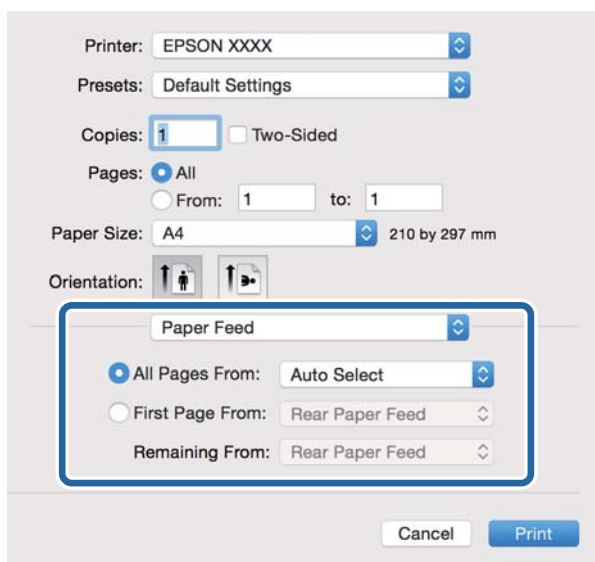 Printer: EPSON XXXX
Presets: Default Settings
Copies: 1 Two-Sided
Pages: All
From: 1 to: 1
Paper Size: A4 210 by 297 mm
Orientation:
Paper Feed
All Pages From: Auto Select
First Page From: Rear Paper Feed
Remaining From: Rear Paper Feed
Cancel Print